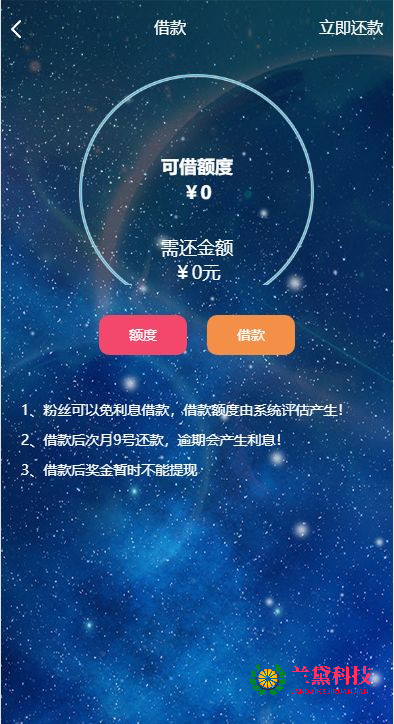 借款
立即还款
可借额度
￥0
需还金额
￥0元
额度
借款
1、粉丝可以免利息借款，借款额度由系统评估产生！
2、借款后次月9号还款，逾期会产生利息！
3、借款后奖金暂时不能提现
兰黛科技